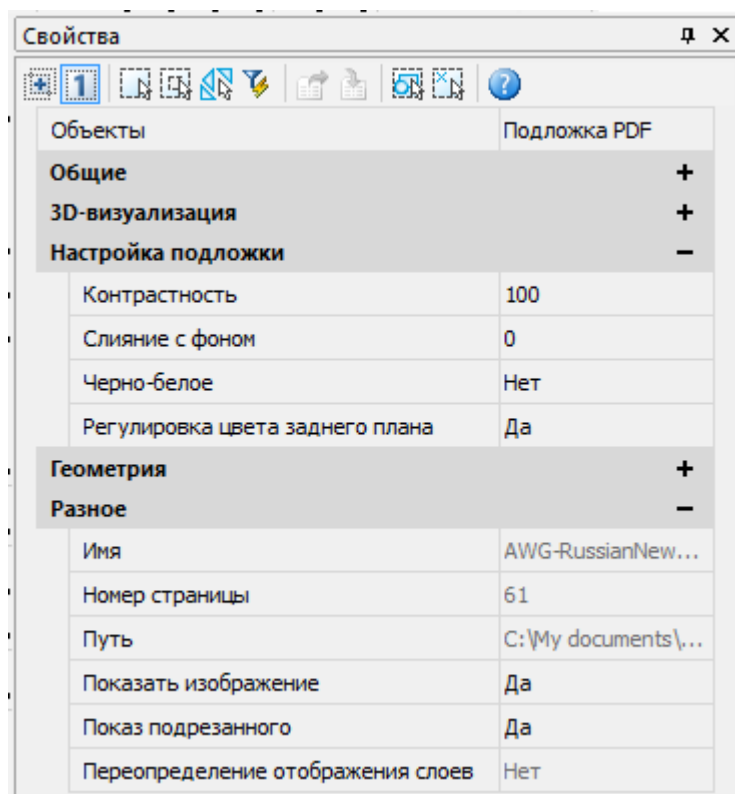 Свойства
1
Объекты Подложка PDF
Общие +
3D-визуализация +
Настройка подложки −
Контрастность 100
Слияние с фоном 0
Черно-белое Нет
Регулировка цвета заднего плана Да
Геометрия +
Разное −
Имя AWG-RussianNew...
Номер страницы 61
Путь C:\My documents\...
Показать изображение Да
Показ подрезанного Да
Переопределение отображения слоев Нет